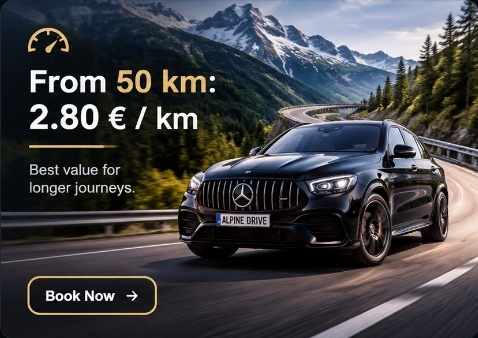 From 50 km:
2.80 € / km
Best value for
longer journeys.
ALPINE DRIVE
Book Now →